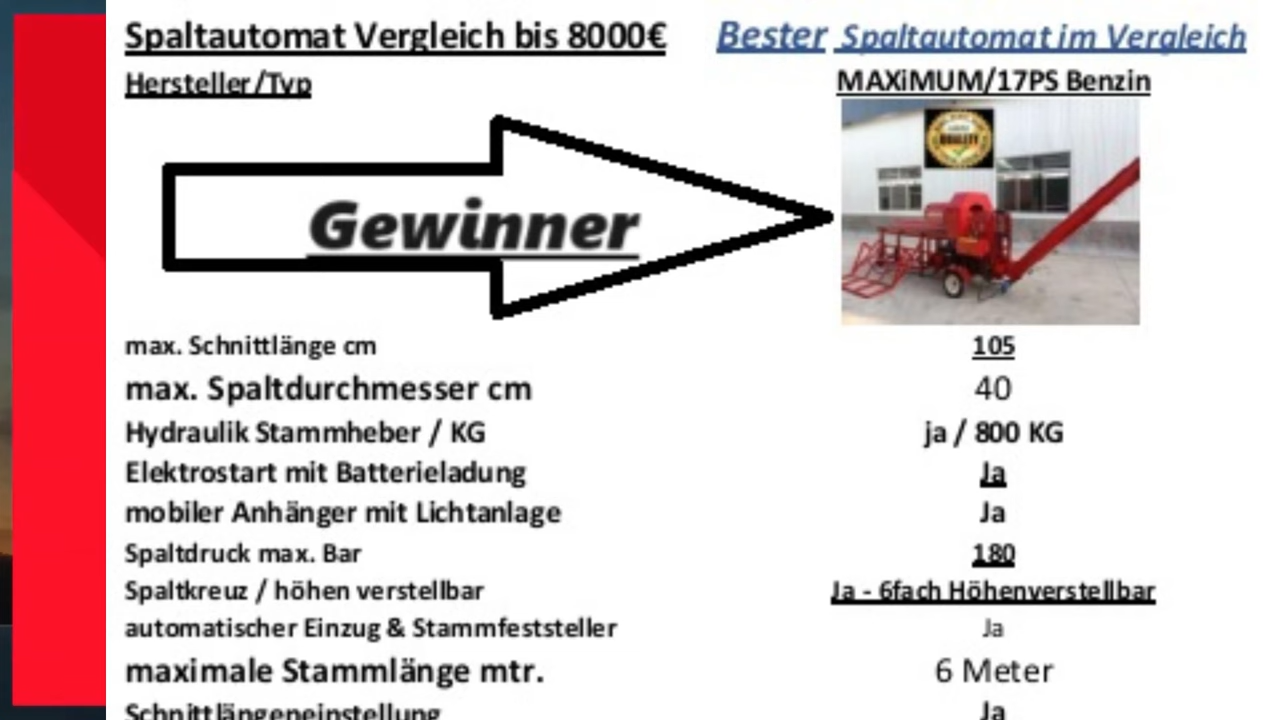 Spaltautomat Vergleich bis 8000€ Bester Spaltautomat im Vergleich
Hersteller/Typ MAXiMUM/17PS Benzin
QUALITY
Gewinner
max. Schnittlänge cm 105
max. Spaltdurchmesser cm 40
Hydraulik Stammheber / KG ja / 800 KG
Elektrostart mit Batterieladung Ja
mobiler Anhänger mit Lichtanlage Ja
Spaltdruck max. Bar 180
Spaltkreuz / höhen verstellbar Ja - 6fach Höhenverstellbar
automatischer Einzug & Stammfeststeller Ja
maximale Stammlänge mtr. 6 Meter
Schnittlängeneinstellung Ja